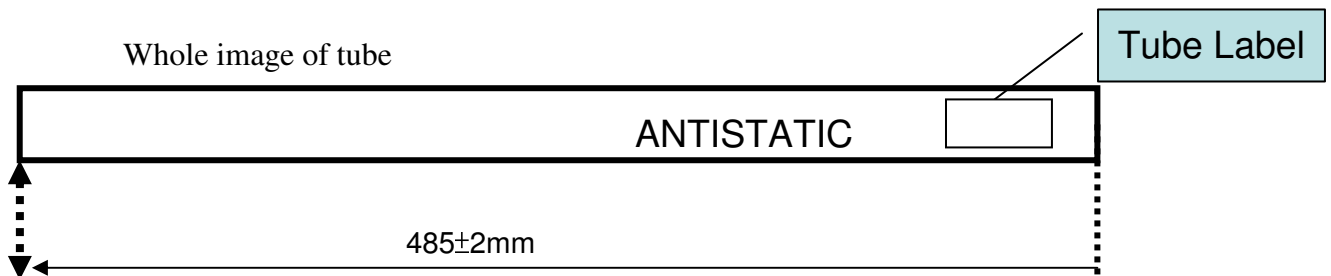 Tube Label
Whole image of tube
ANTISTATIC
485±2mm